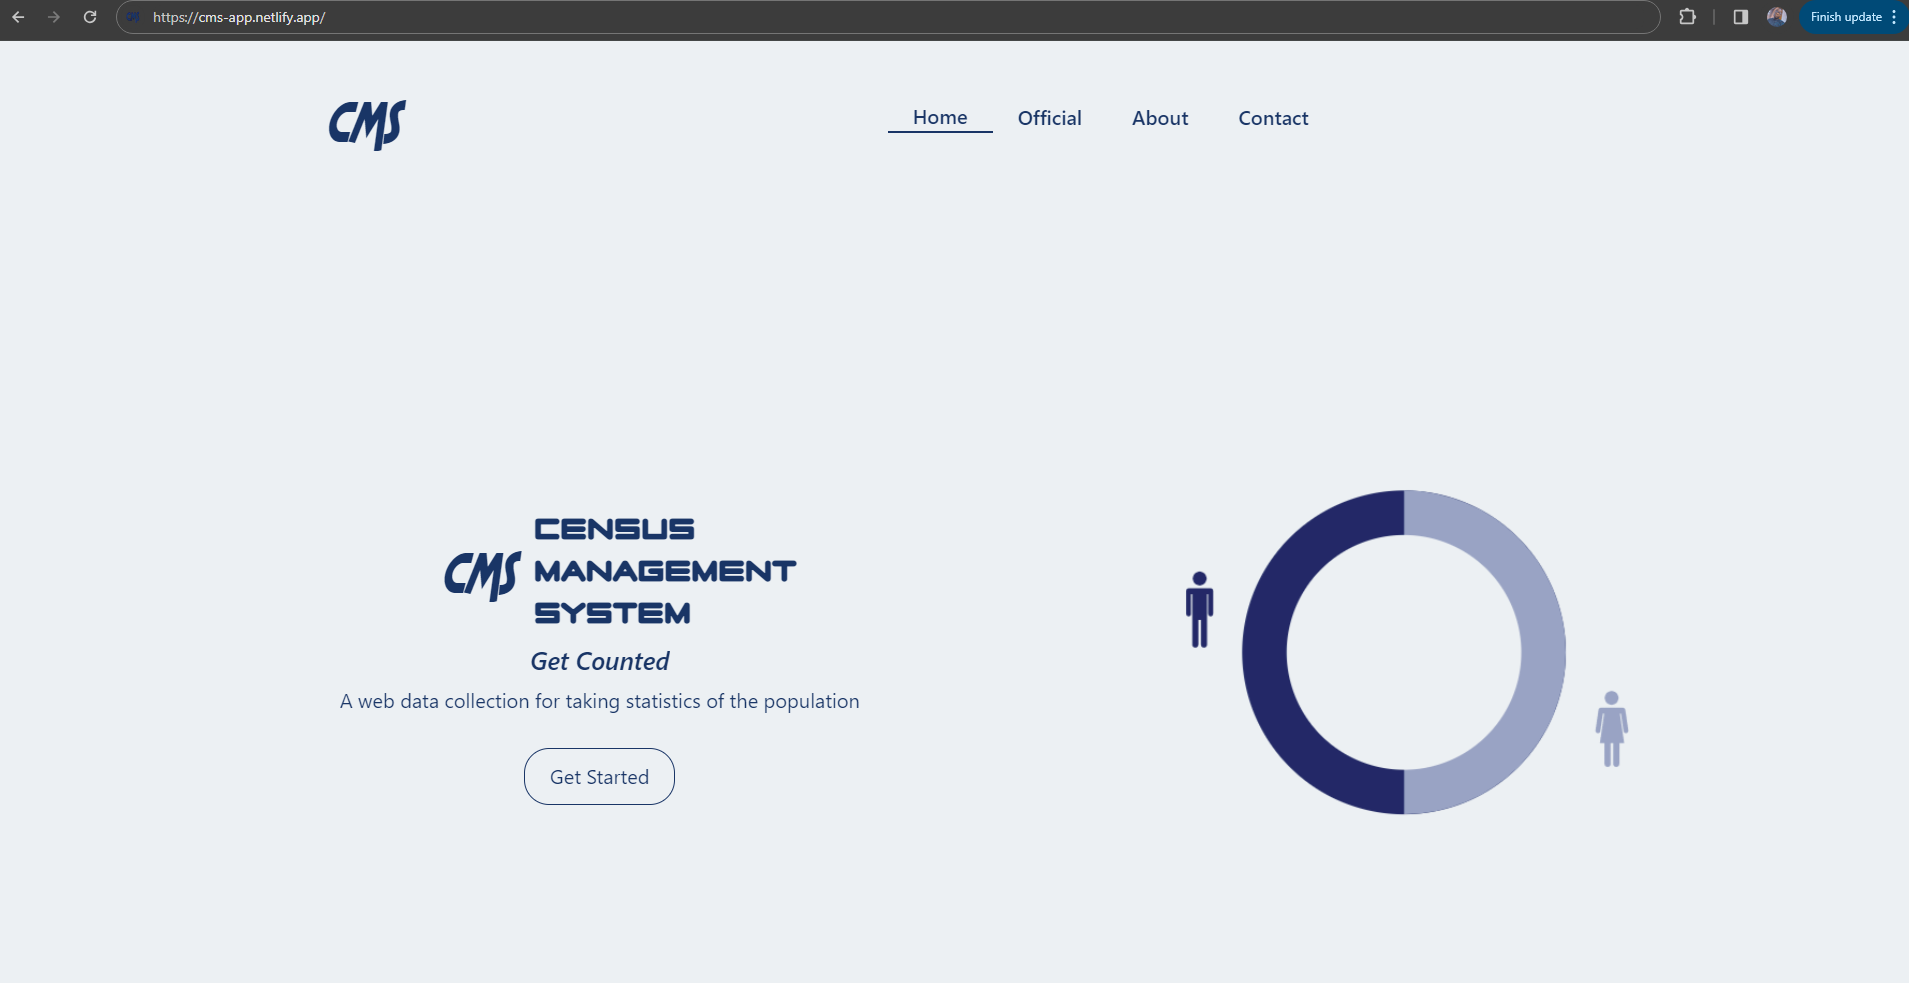 https://cms-app.netlify.app/
Finish update
CMS
Home Official About Contact
CMS
CENSUS
MANAGEMENT
SYSTEM
Get Counted
A web data collection for taking statistics of the population
Get Started